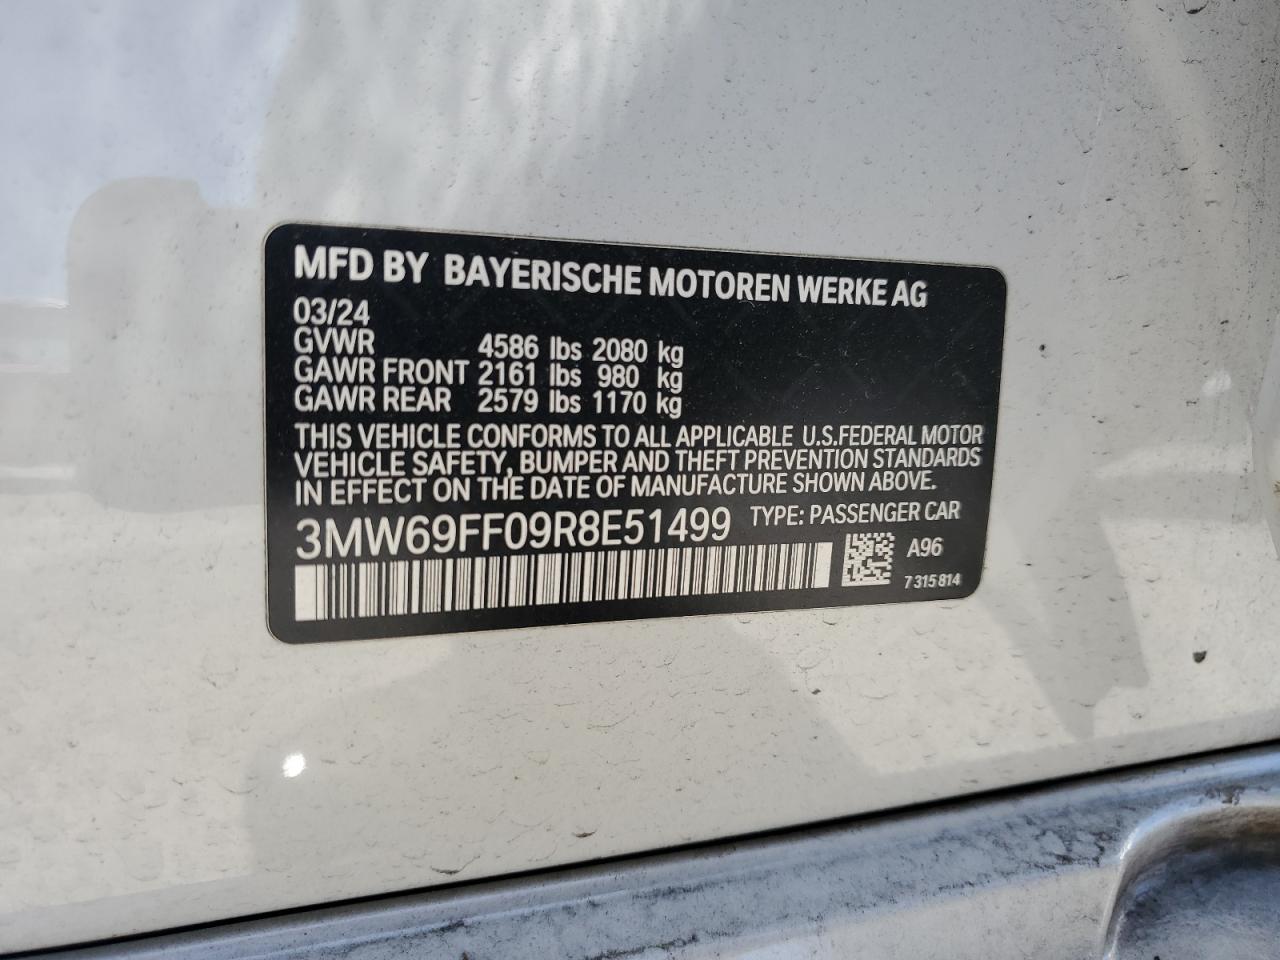 MFD BY BAYERISCHE MOTOREN WERKE AG
03/24
GVWR 4586 lbs 2080 kg
GAWR FRONT 2161 lbs 980 kg
GAWR REAR 2579 lbs 1170 kg
THIS VEHICLE CONFORMS TO ALL APPLICABLE U.S.FEDERAL MOTOR
VEHICLE SAFETY, BUMPER AND THEFT PREVENTION STANDARDS
IN EFFECT ON THE DATE OF MANUFACTURE SHOWN ABOVE.
3MW69FF09R8E51499 TYPE: PASSENGER CAR
A96
7 315 814